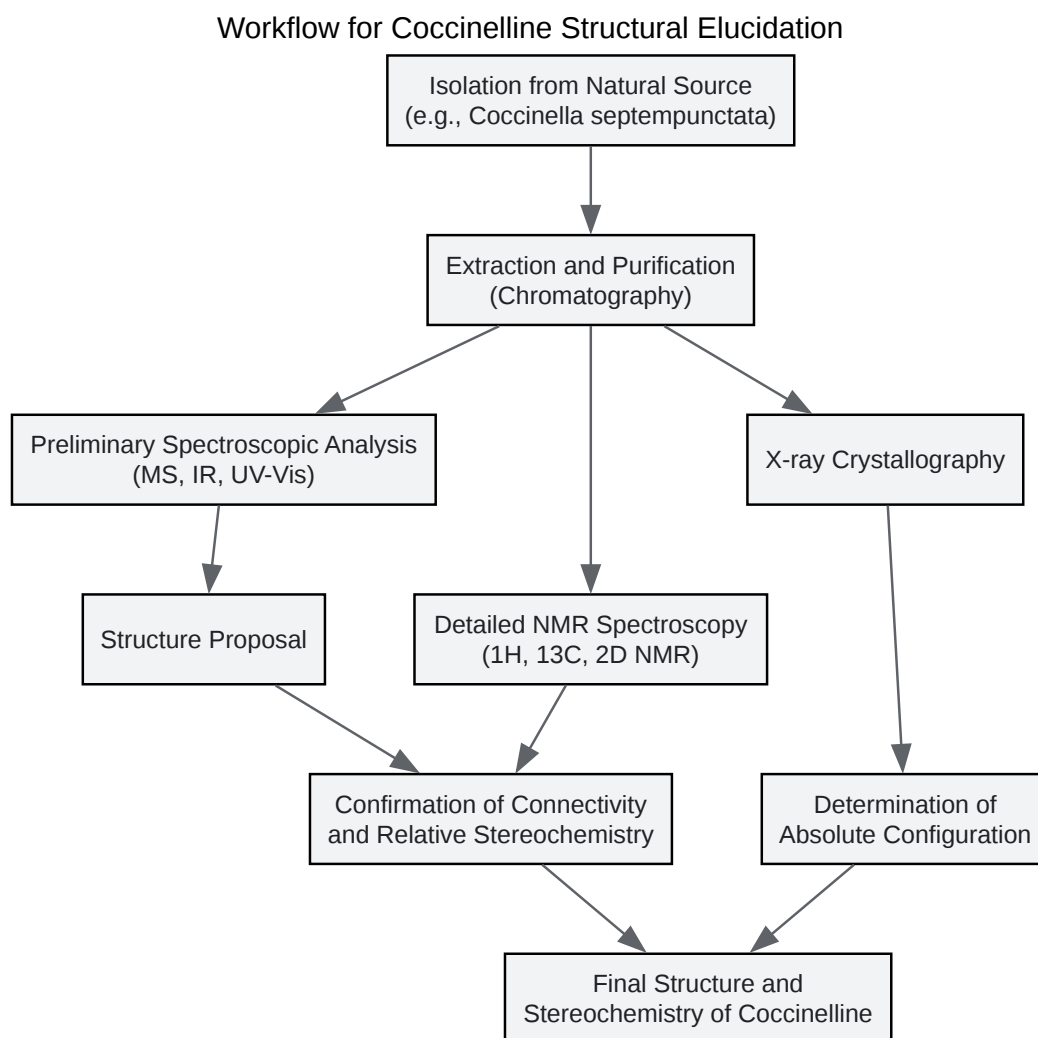 Workflow for Coccinelline Structural Elucidation
Isolation from Natural Source
(e.g., Coccinella septempunctata)
Extraction and Purification
(Chromatography)
Preliminary Spectroscopic Analysis
(MS, IR, UV-Vis)
X-ray Crystallography
Structure Proposal
Detailed NMR Spectroscopy
(1H, 13C, 2D NMR)
Confirmation of Connectivity
and Relative Stereochemistry
Determination of
Absolute Configuration
Final Structure and
Stereochemistry of Coccinelline